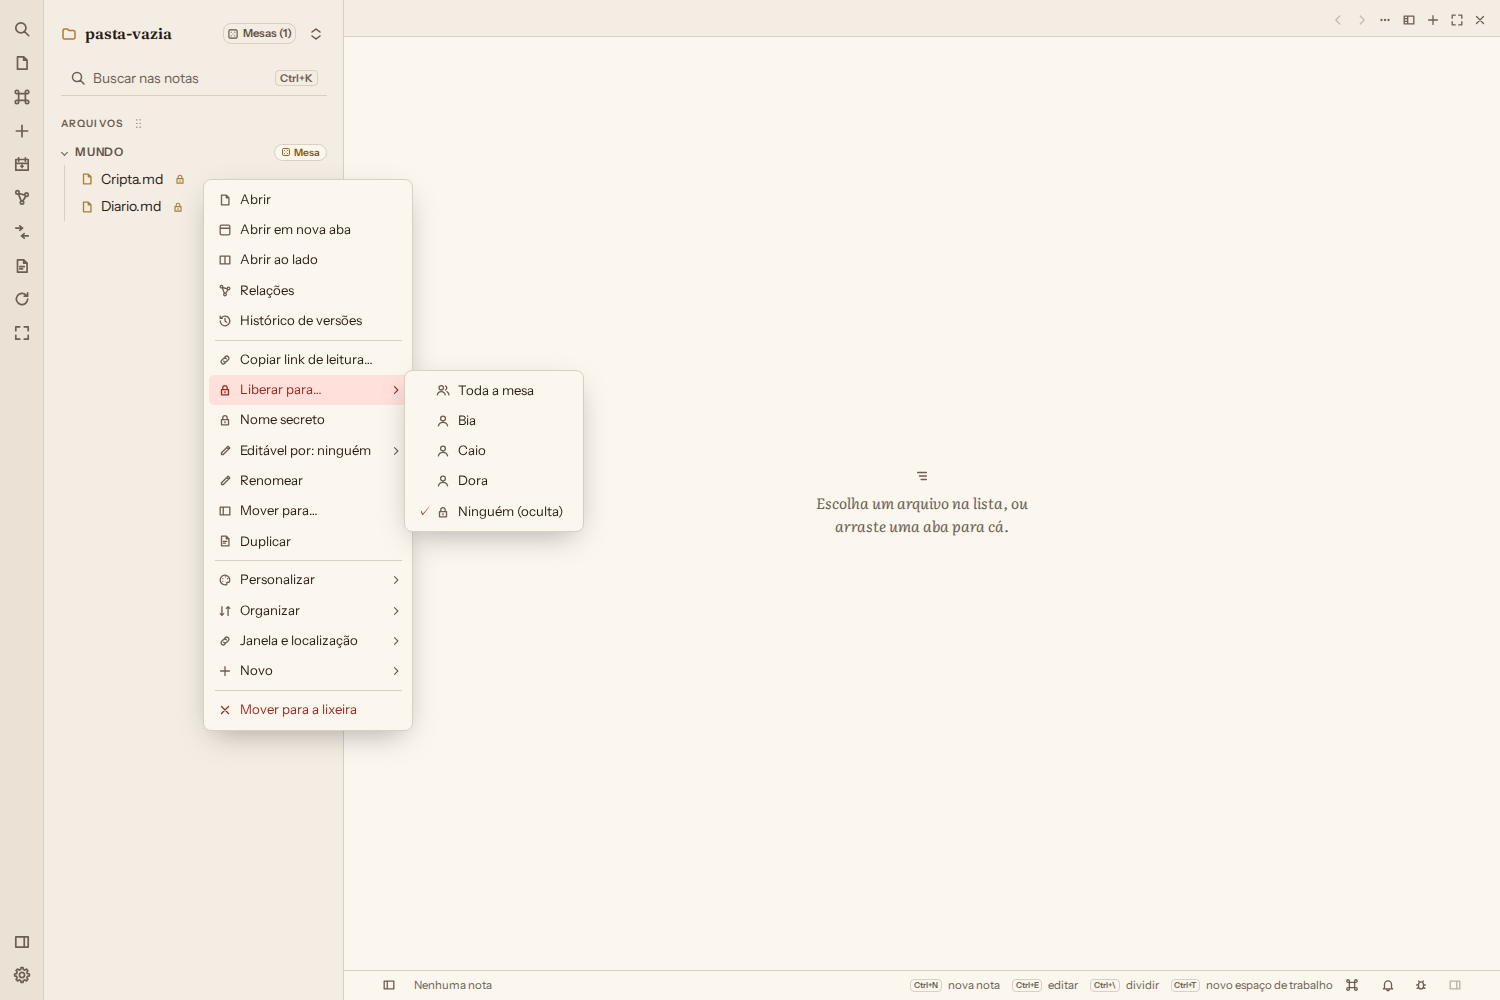 pasta-vazia
Mesas (1)
Buscar nas notas
Ctrl+K
ARQUIVOS
MUNDO
Mesa
Cripta.md
Diario.md
Abrir
Abrir em nova aba
Abrir ao lado
Relações
Histórico de versões
Copiar link de leitura...
Liberar para...
Nome secreto
Editável por: ninguém
Renomear
Mover para...
Duplicar
Personalizar
Organizar
Janela e localização
Novo
Mover para a lixeira
Toda a mesa
Bia
Caio
Dora
Ninguém (oculta)
Escolha um arquivo na lista, ou
arraste uma aba para cá.
Nenhuma nota
Ctrl+N nova nota Ctrl+E editar Ctrl+\ dividir Ctrl+T novo espaço de trabalho